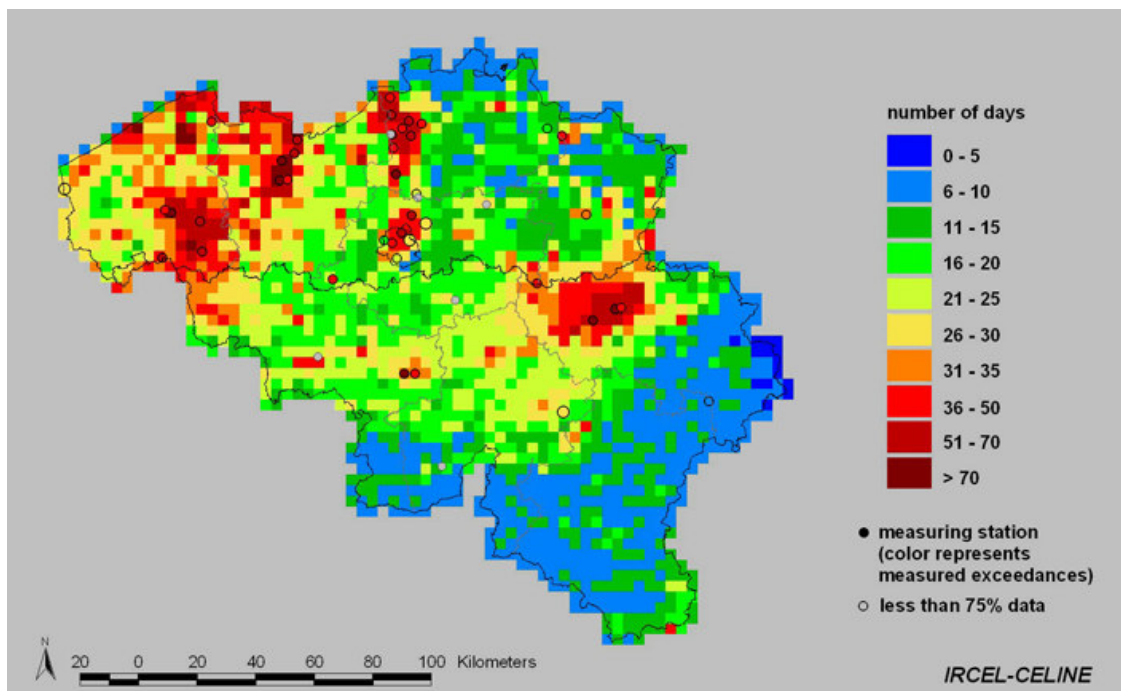 number of days
0 - 5
6 - 10
11 - 15
16 - 20
21 - 25
26 - 30
31 - 35
36 - 50
51 - 70
> 70
measuring station
(color represents
measured exceedances)
less than 75% data
N
20 0 20 40 60 80 100 Kilometers
IRCEL-CELINE